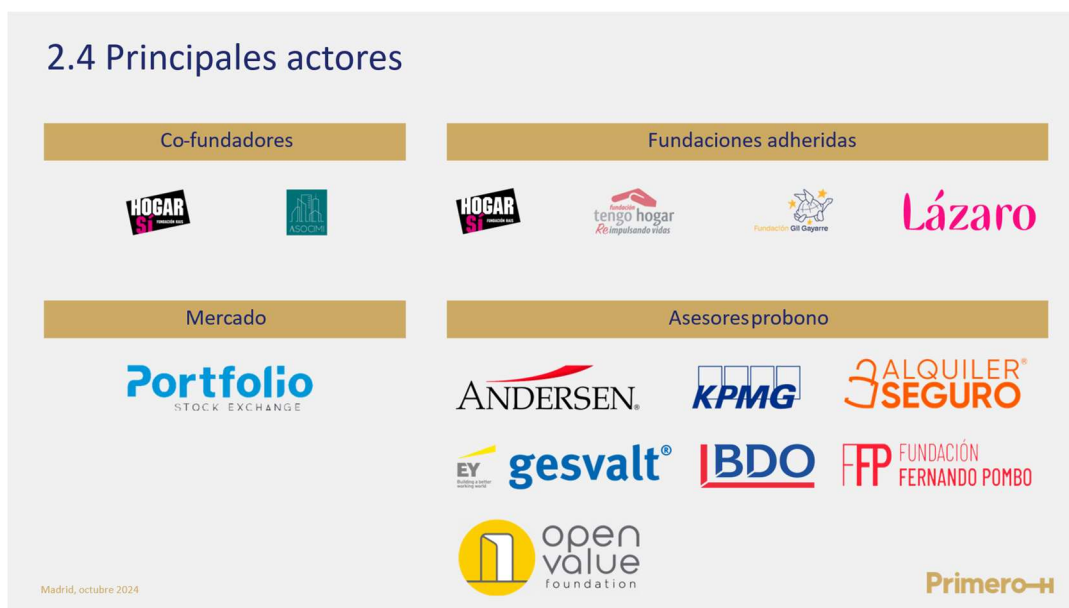 2.4 Principales actores
Co-fundadores
Fundaciones adheridas
HOGAR
SÍ
FUNDACIÓN RAIS
ASOCIMI
HOGAR
SÍ
FUNDACIÓN RAIS
fundación
tengo hogar
Reimpulsando vidas
Fundación Gil Gayarre
Lázaro
Mercado
Asesores probono
Portfolio
STOCK EXCHANGE
ANDERSEN®
KPMG
ALQUILER®
SEGURO
EY
Building a better
working world
gesvalt®
BDO
FFP
FUNDACIÓN
FERNANDO POMBO
open
value
foundation
Madrid, octubre 2024
Primero-H